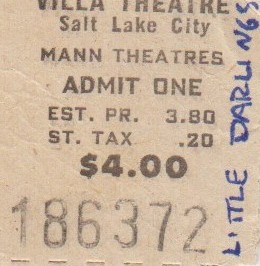 VILLA THEATRE
Salt Lake City
MANN THEATRES
ADMIT ONE
EST. PR. 3.80
ST. TAX .20
$4.00
186372
LITTLE DARLINGS